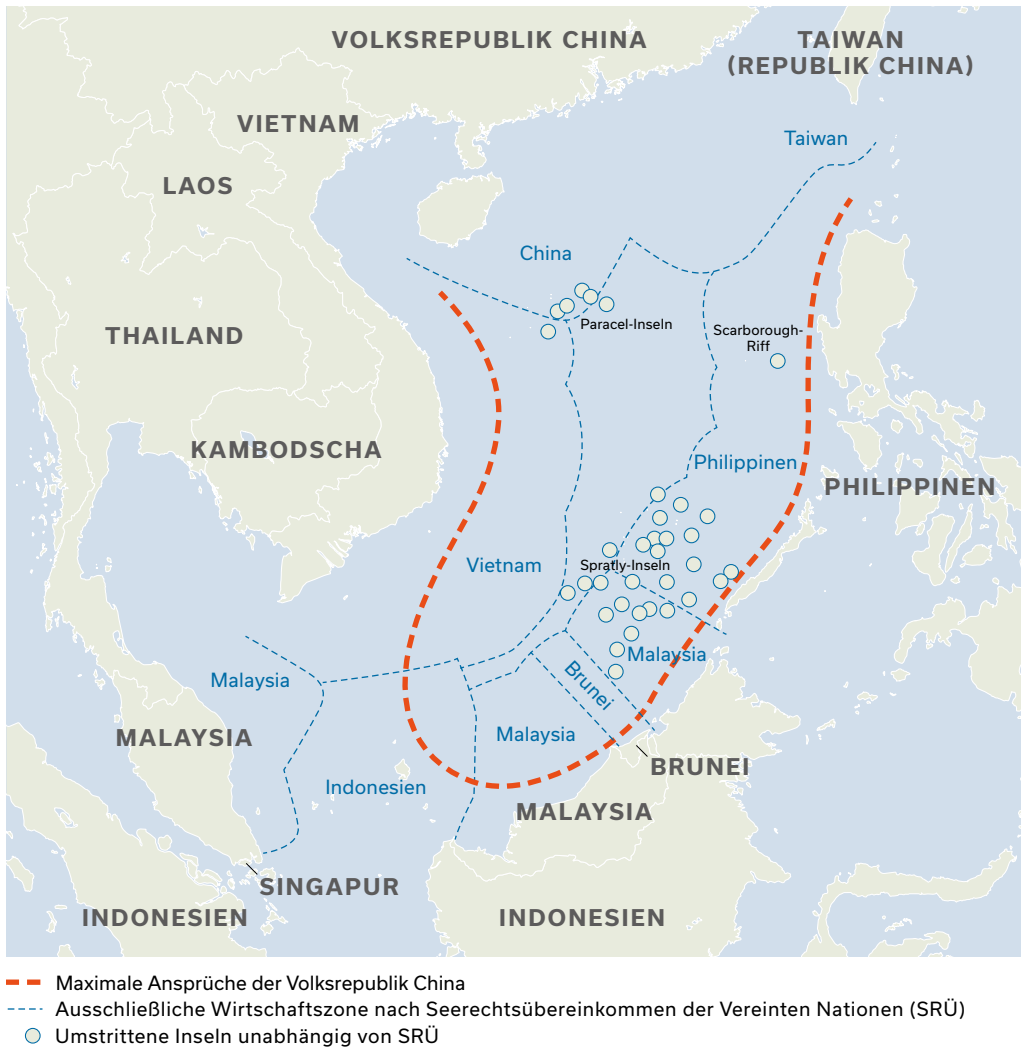 VOLKSREPUBLIK CHINA
TAIWAN
(REPUBLIK CHINA)
VIETNAM
Taiwan
LAOS
China
Paracel-Inseln
Scarborough-
Riff
THAILAND
KAMBODSCHA
Philippinen
PHILIPPINEN
Vietnam
Spratly-Inseln
Malaysia
Malaysia
Brunei
MALAYSIA
Malaysia
BRUNEI
Indonesien
MALAYSIA
SINGAPUR
INDONESIEN
INDONESIEN
Maximale Ansprüche der Volksrepublik China
Ausschließliche Wirtschaftszone nach Seerechtsübereinkommen der Vereinten Nationen (SRÜ)
Umstrittene Inseln unabhängig von SRÜ